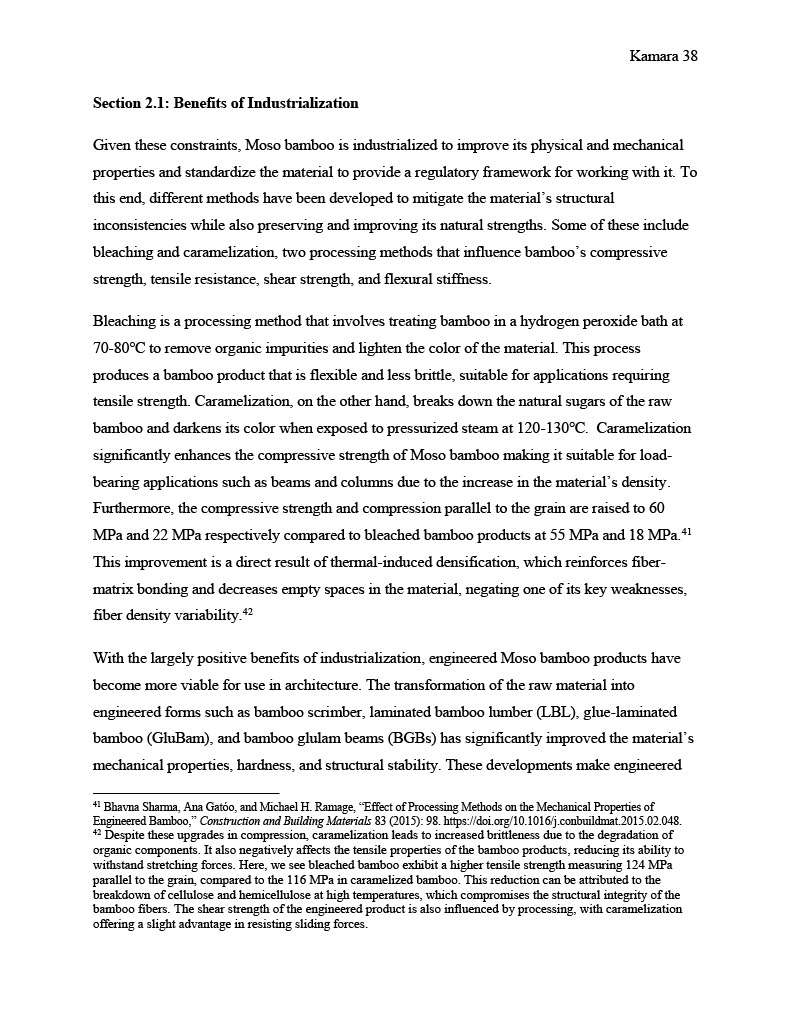 Kamara 38
Section 2.1: Benefits of Industrialization
Given these constraints, Moso bamboo is industrialized to improve its physical and mechanical
properties and standardize the material to provide a regulatory framework for working with it. To
this end, different methods have been developed to mitigate the material’s structural
inconsistencies while also preserving and improving its natural strengths. Some of these include
bleaching and caramelization, two processing methods that influence bamboo’s compressive
strength, tensile resistance, shear strength, and flexural stiffness.
Bleaching is a processing method that involves treating bamboo in a hydrogen peroxide bath at
70-80℃ to remove organic impurities and lighten the color of the material. This process
produces a bamboo product that is flexible and less brittle, suitable for applications requiring
tensile strength. Caramelization, on the other hand, breaks down the natural sugars of the raw
bamboo and darkens its color when exposed to pressurized steam at 120-130℃.  Caramelization
significantly enhances the compressive strength of Moso bamboo making it suitable for load-
bearing applications such as beams and columns due to the increase in the material’s density.
Furthermore, the compressive strength and compression parallel to the grain are raised to 60
MPa and 22 MPa respectively compared to bleached bamboo products at 55 MPa and 18 MPa.⁴¹
This improvement is a direct result of thermal-induced densification, which reinforces fiber-
matrix bonding and decreases empty spaces in the material, negating one of its key weaknesses,
fiber density variability.⁴²
With the largely positive benefits of industrialization, engineered Moso bamboo products have
become more viable for use in architecture. The transformation of the raw material into
engineered forms such as bamboo scrimber, laminated bamboo lumber (LBL), glue-laminated
bamboo (GluBam), and bamboo glulam beams (BGBs) has significantly improved the material’s
mechanical properties, hardness, and structural stability. These developments make engineered
⁴¹ Bhavna Sharma, Ana Gatóo, and Michael H. Ramage, “Effect of Processing Methods on the Mechanical Properties of
Engineered Bamboo,” Construction and Building Materials 83 (2015): 98. https://doi.org/10.1016/j.conbuildmat.2015.02.048.
⁴² Despite these upgrades in compression, caramelization leads to increased brittleness due to the degradation of
organic components. It also negatively affects the tensile properties of the bamboo products, reducing its ability to
withstand stretching forces. Here, we see bleached bamboo exhibit a higher tensile strength measuring 124 MPa
parallel to the grain, compared to the 116 MPa in caramelized bamboo. This reduction can be attributed to the
breakdown of cellulose and hemicellulose at high temperatures, which compromises the structural integrity of the
bamboo fibers. The shear strength of the engineered product is also influenced by processing, with caramelization
offering a slight advantage in resisting sliding forces.